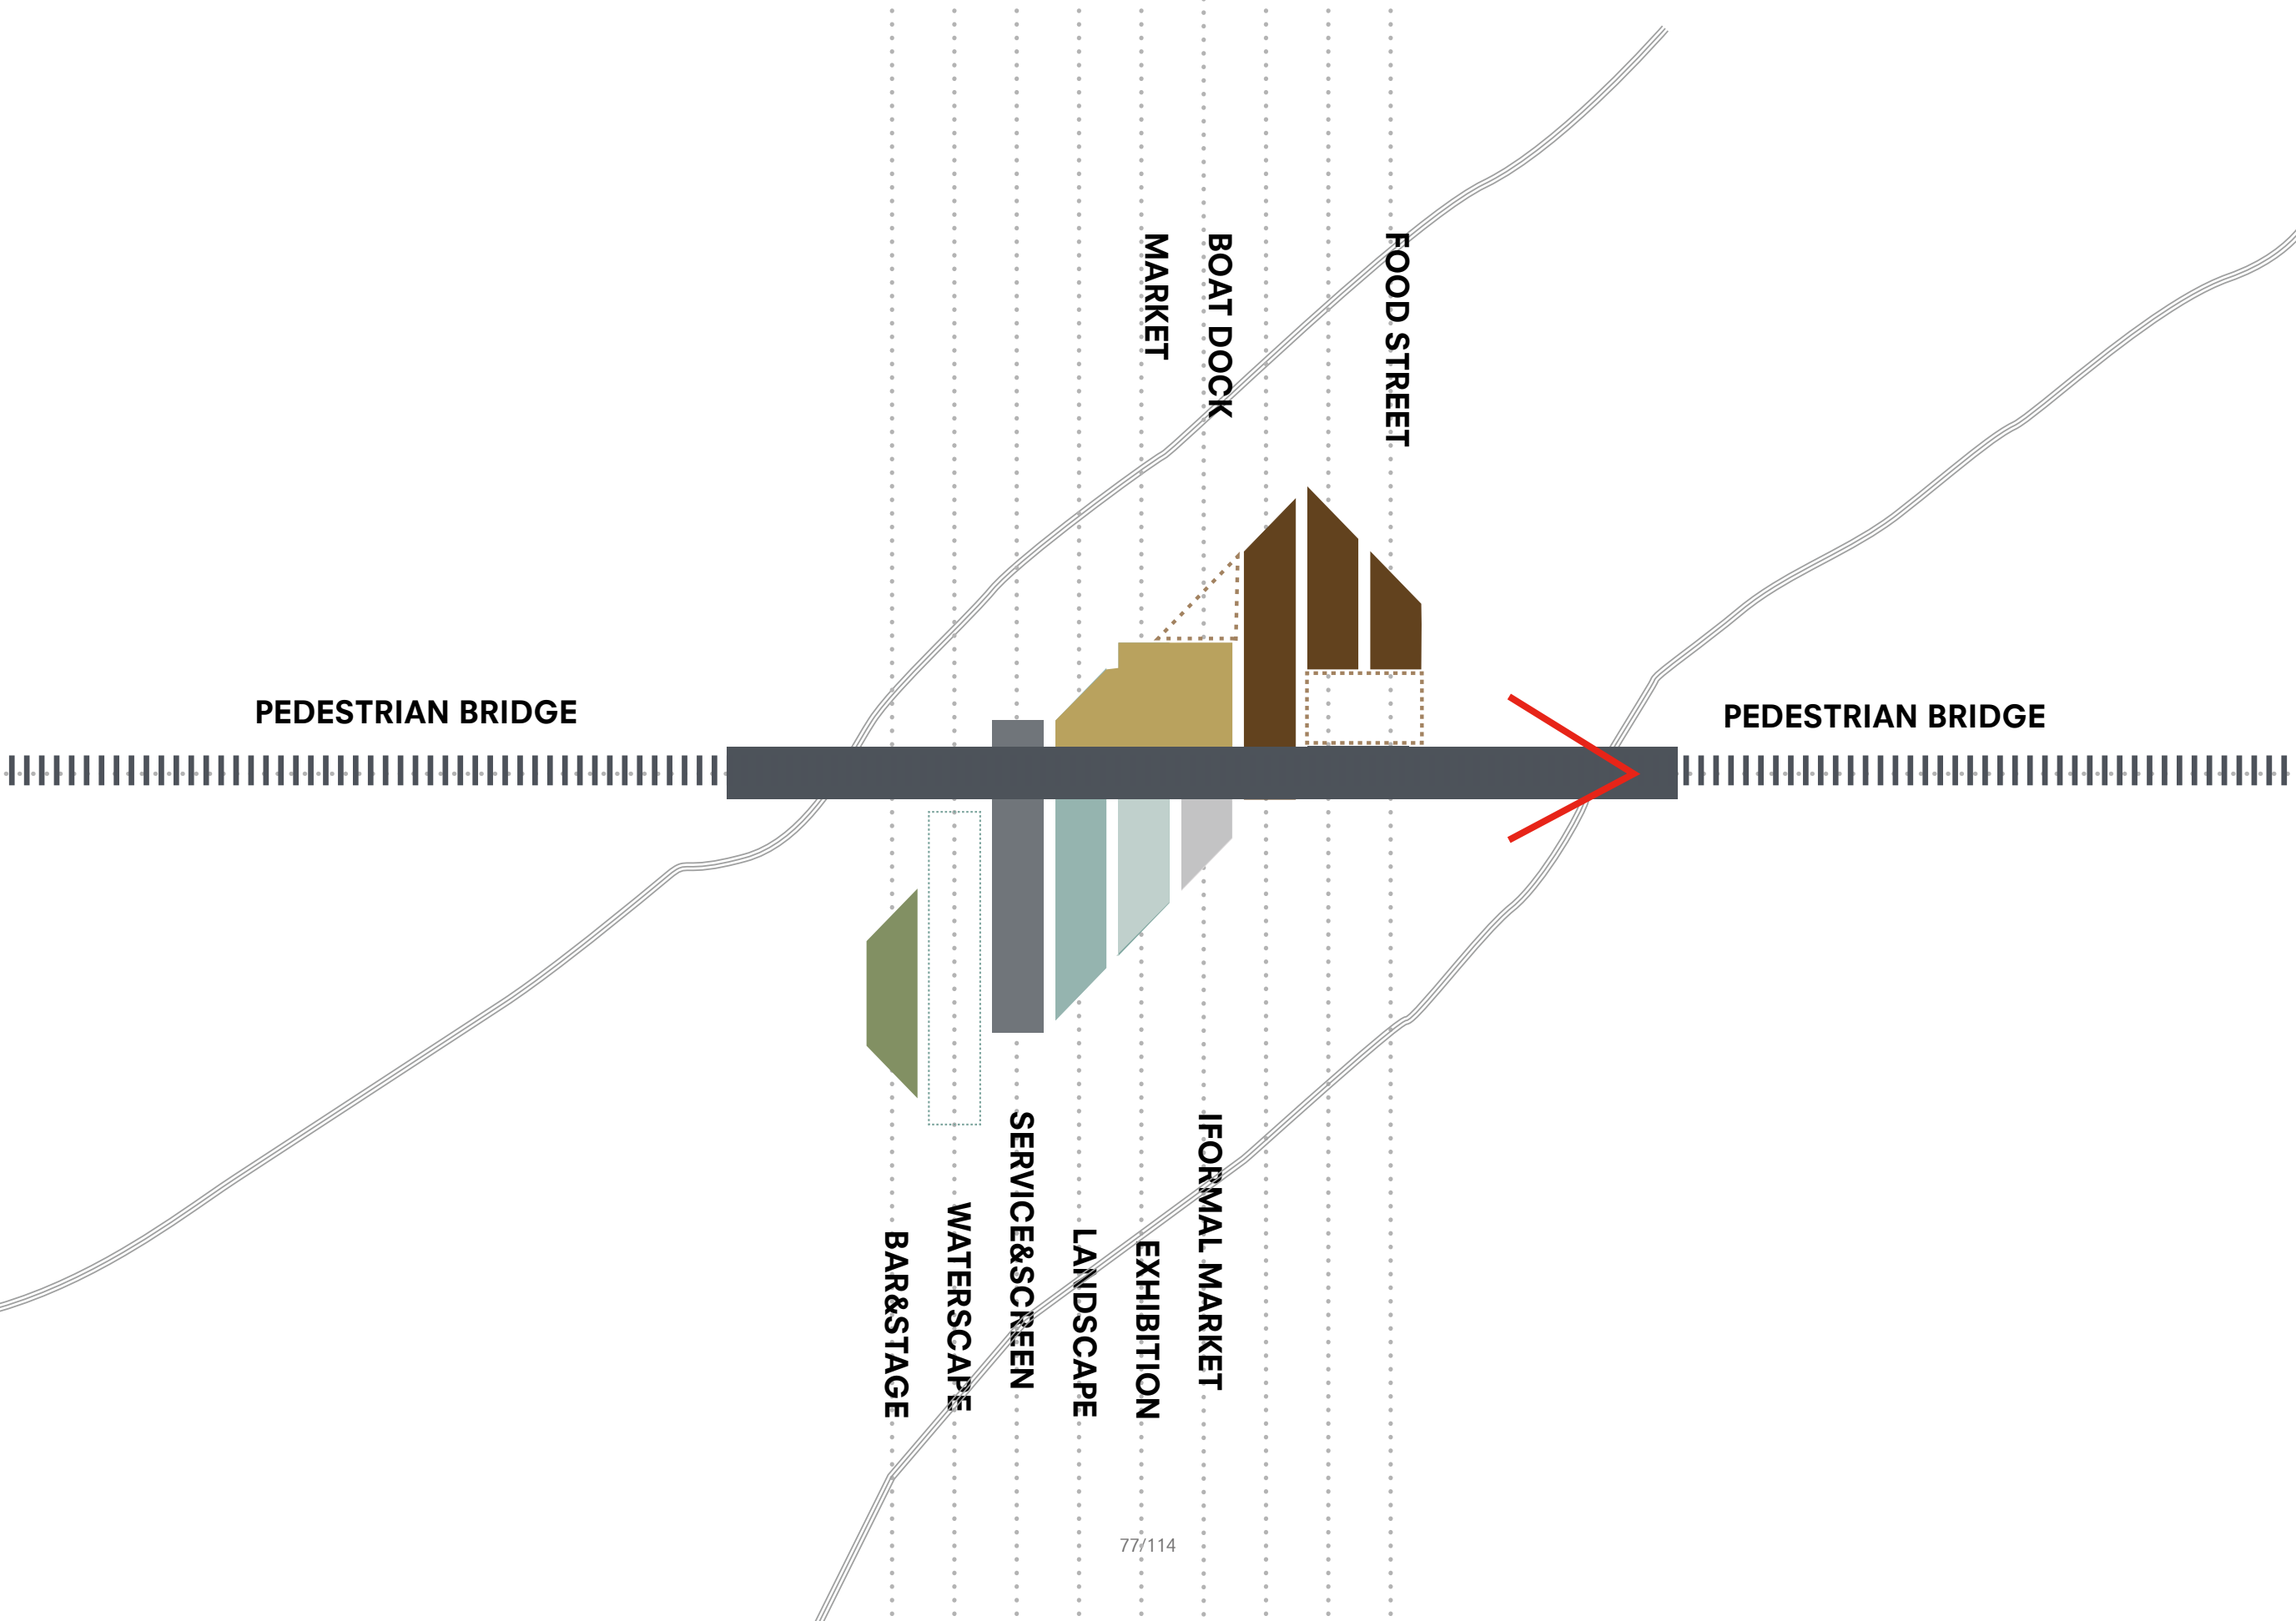 MARKET
BOAT DOCK
FOOD STREET
PEDESTRIAN BRIDGE
PEDESTRIAN BRIDGE
BAR&STAGE
WATERSCAPE
SERVICE&SCREEN
LANDSCAPE
EXHIBITION
IFORMAL MARKET
77/114